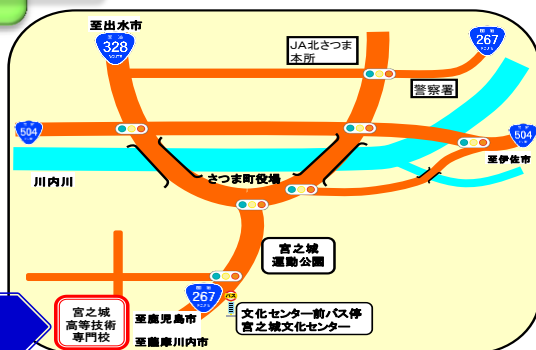 至出水市
328
ROUTE
JA北さつま
本所
267
警察署
504
504
至伊佐市
川内川
さつま町役場
宮之城
運動公園
267
バス
宮之城
高等技術
専門校
至鹿児島市
至薩摩川内市
文化センター前バス停
宮之城文化センター